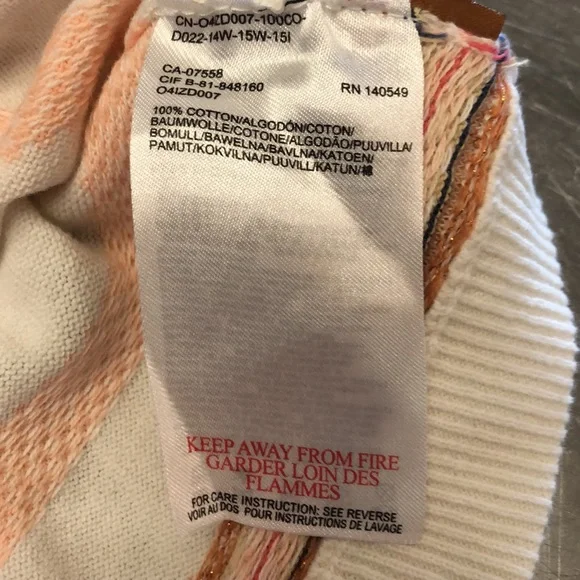 CN-O4IZD007-100CO-
D022-14W-15W-15I
CA-07558
CIF B-81-848160
O4IZD007
RN 140549
100% COTTON/ALGODÓN/COTON/
BAUMWOLLE/COTONE/ALGODÃO/PUUVILLA/
BOMULL/BAWELNA/BAVLNA/KATOEN/
PAMUT/KOKVILNA/PUUVILL/KATUN/棉
KEEP AWAY FROM FIRE
GARDER LOIN DES
FLAMMES
FOR CARE INSTRUCTION: SEE REVERSE
VOIR AU DOS POUR INSTRUCTIONS DE LAVAGE